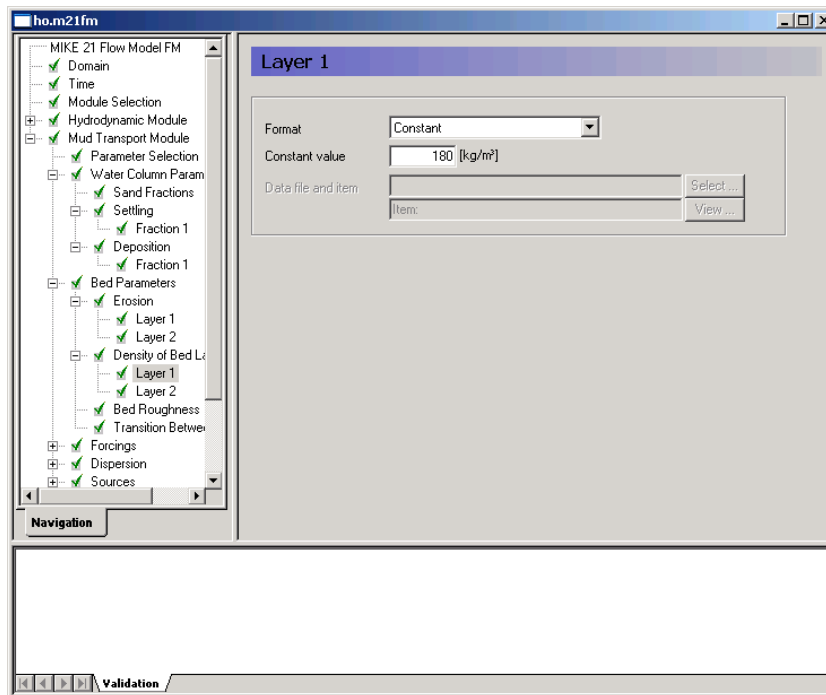 ho.m21fm
MIKE 21 Flow Model FM
Domain
Time
Module Selection
Hydrodynamic Module
Mud Transport Module
Parameter Selection
Water Column Param
Sand Fractions
Settling
Fraction 1
Deposition
Fraction 1
Bed Parameters
Erosion
Layer 1
Layer 2
Density of Bed La
Layer 1
Layer 2
Bed Roughness
Transition Betwee
Forcings
Dispersion
Sources
Navigation
Layer 1
Format Constant
Constant value 180 [kg/m³]
Data file and item Select ...
Item: View ...
Validation